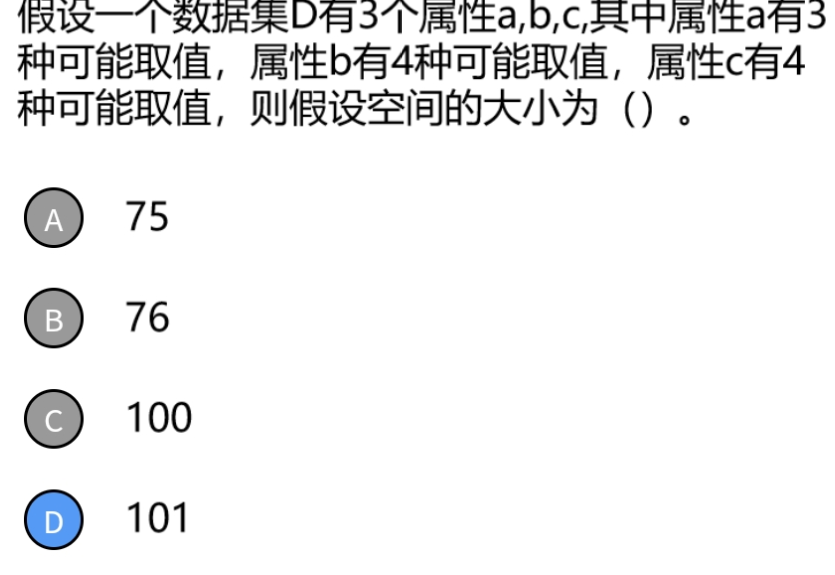 假设一个数据集D有3个属性a,b,c,其中属性a有3
种可能取值，属性b有4种可能取值，属性c有4
种可能取值，则假设空间的大小为（）。
A 75
B 76
C 100
D 101